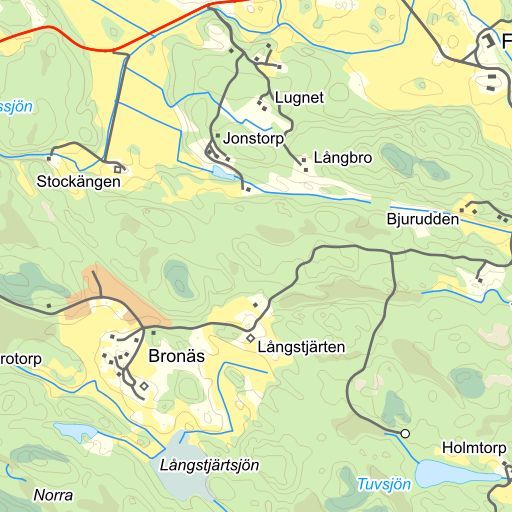 F
Lugnet
ssjön
Jonstorp
Långbro
Stockängen
Bjurudden
Långstjärten
rotorp
Bronäs
Holmtorp
Långstjärtsjön
Tuvsjön
Norra